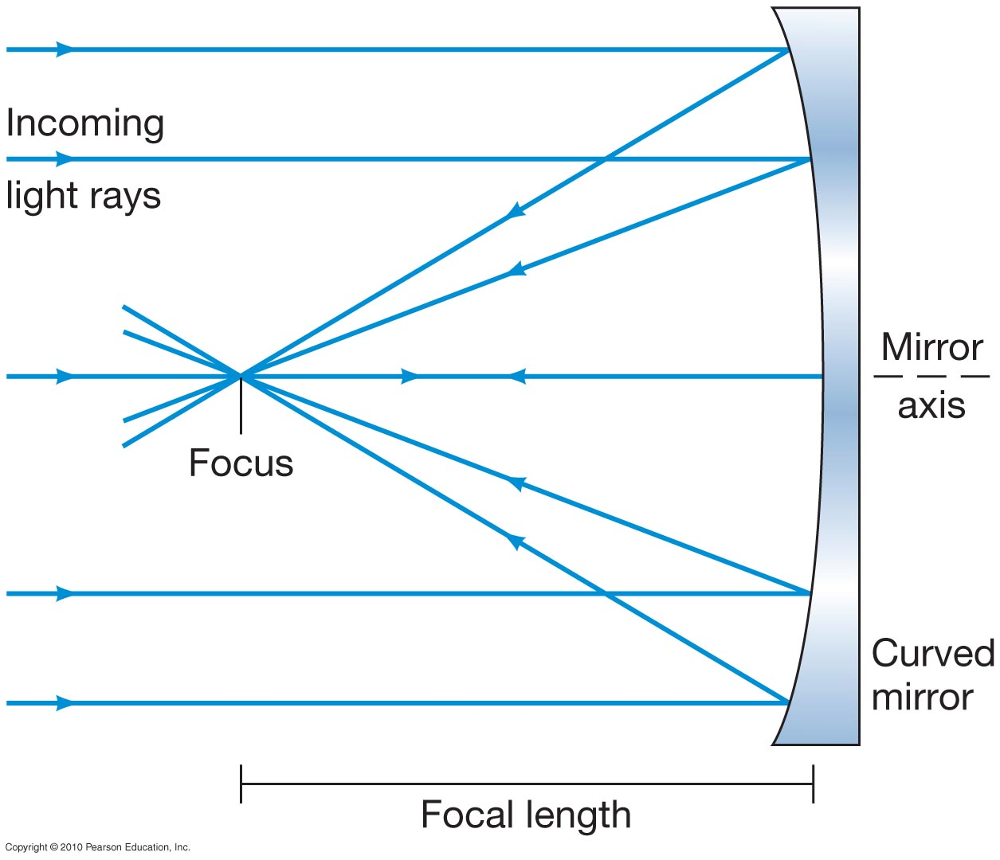 Incoming
light rays
Mirror
axis
Focus
Curved
mirror
Focal length
Copyright © 2010 Pearson Education, Inc.